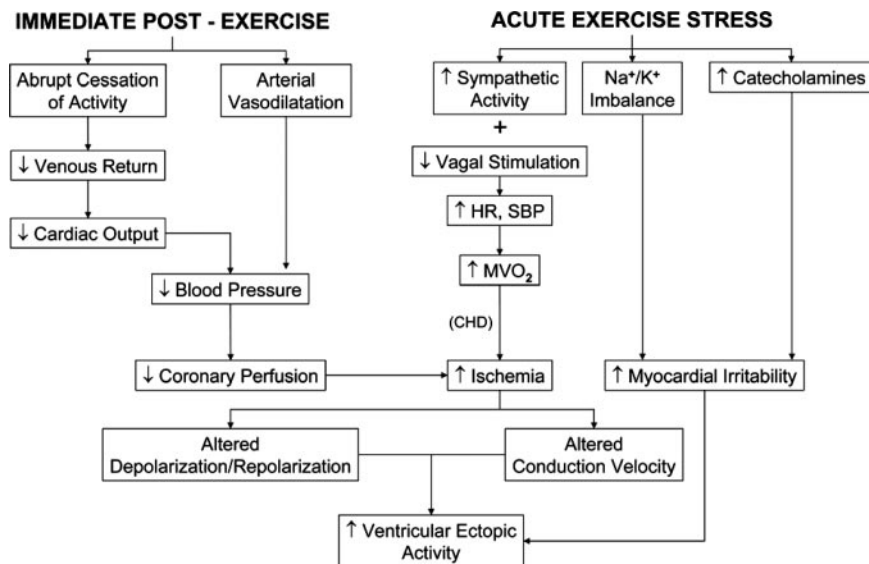 IMMEDIATE POST - EXERCISE
Abrupt Cessation
of Activity
Arterial
Vasodilatation
↓ Venous Return
↓ Cardiac Output
↓ Blood Pressure
↓ Coronary Perfusion
ACUTE EXERCISE STRESS
↑ Sympathetic
Activity
+
↓ Vagal Stimulation
↑ HR, SBP
↑ MVO₂
(CHD)
↑ Ischemia
Na⁺/K⁺
Imbalance
↑ Catecholamines
↑ Myocardial Irritability
Altered
Depolarization/Repolarization
Altered
Conduction Velocity
↑ Ventricular Ectopic
Activity